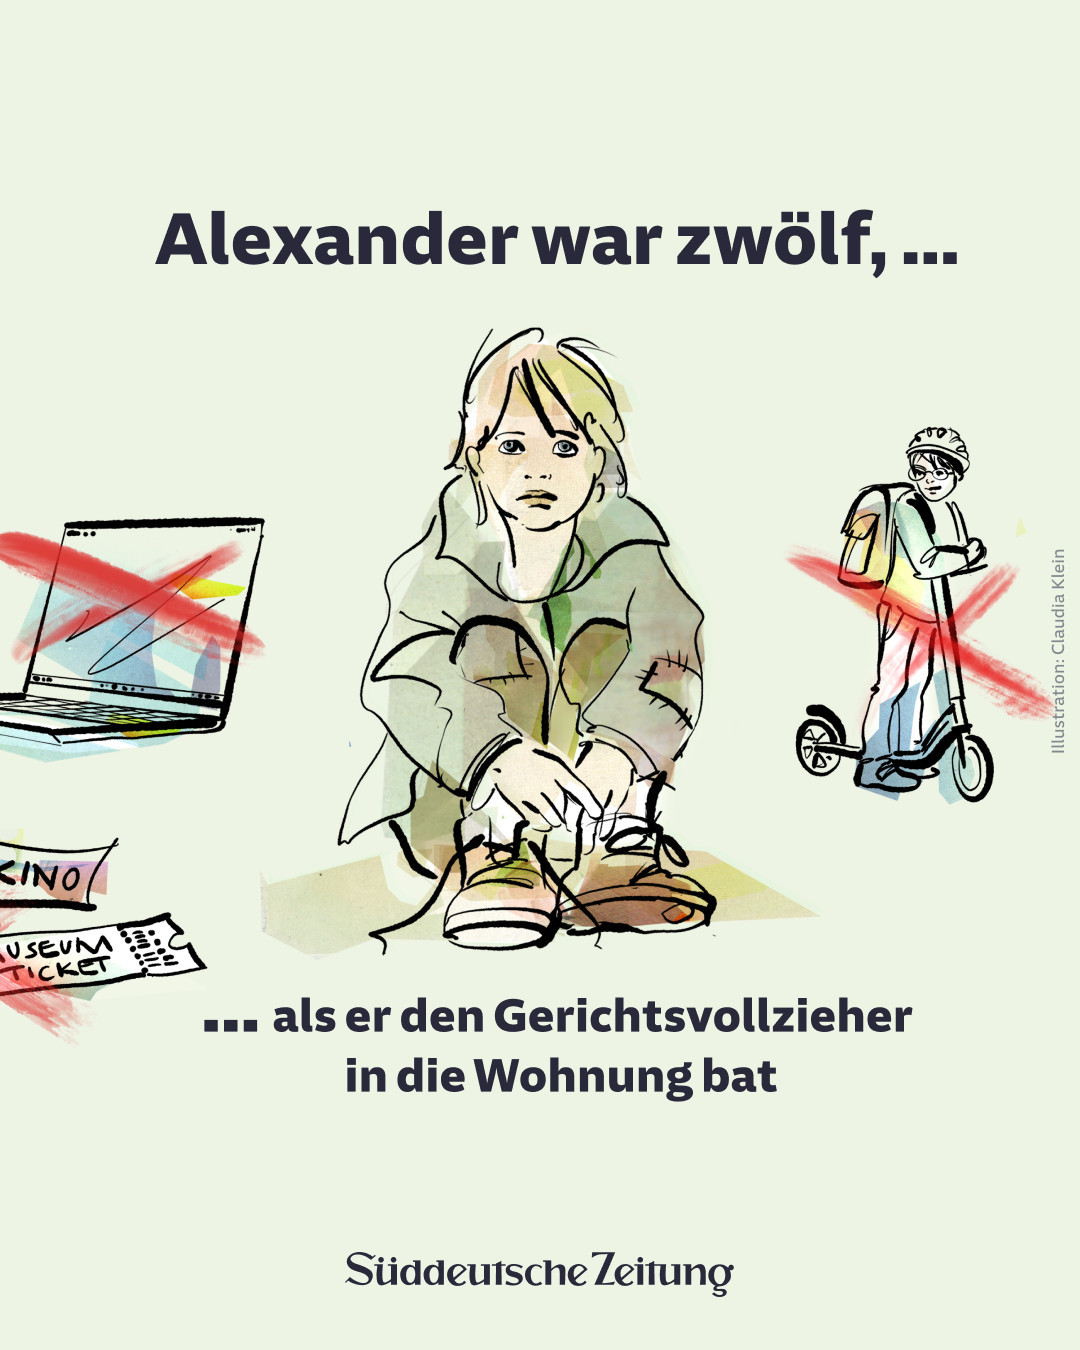 Alexander war zwölf, ...
Illustration: Claudia Klein
KINO
USEUM
TICKET
... als er den Gerichtsvollzieher
in die Wohnung bat
Süddeutsche Zeitung